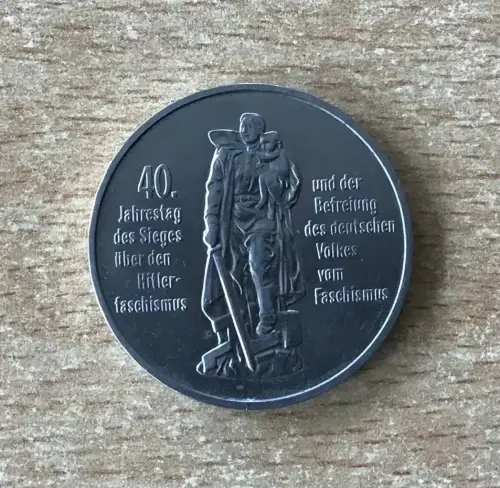 40.
Jahrestag
des Sieges
über den
Hitler-
faschismus
und der
Befreiung
des deutschen
Volkes
vom
Faschismus